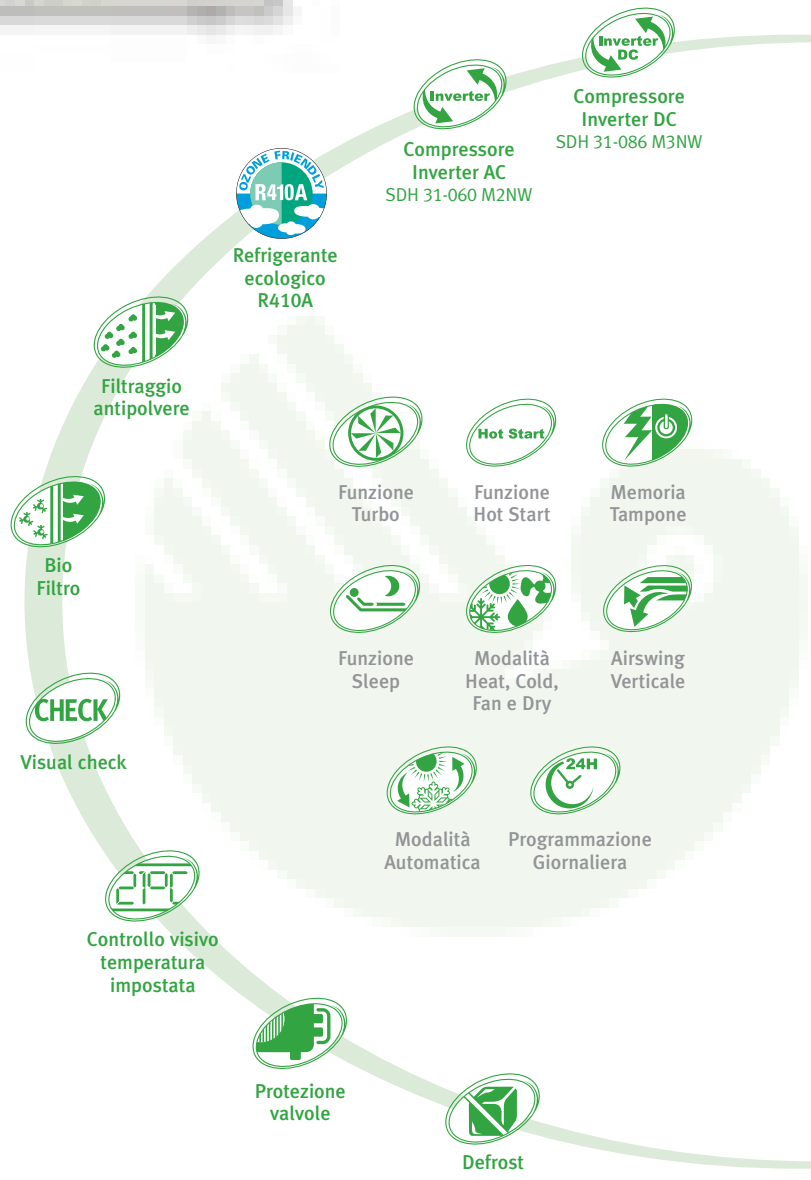 Inverter
DC
Compressore
Inverter DC
SDH 31-086 M3NW
Inverter
Compressore
Inverter AC
SDH 31-060 M2NW
OZONE FRIENDLY
R410A
Refrigerante
ecologico
R410A
Filtraggio
antipolvere
Bio
Filtro
CHECK
Visual check
21°C
Controllo visivo
temperatura
impostata
Protezione
valvole
Defrost
Funzione
Turbo
Hot Start
Funzione
Hot Start
Memoria
Tampone
Funzione
Sleep
Modalità
Heat, Cold,
Fan e Dry
Airswing
Verticale
Modalità
Automatica
24H
Programmazione
Giornaliera